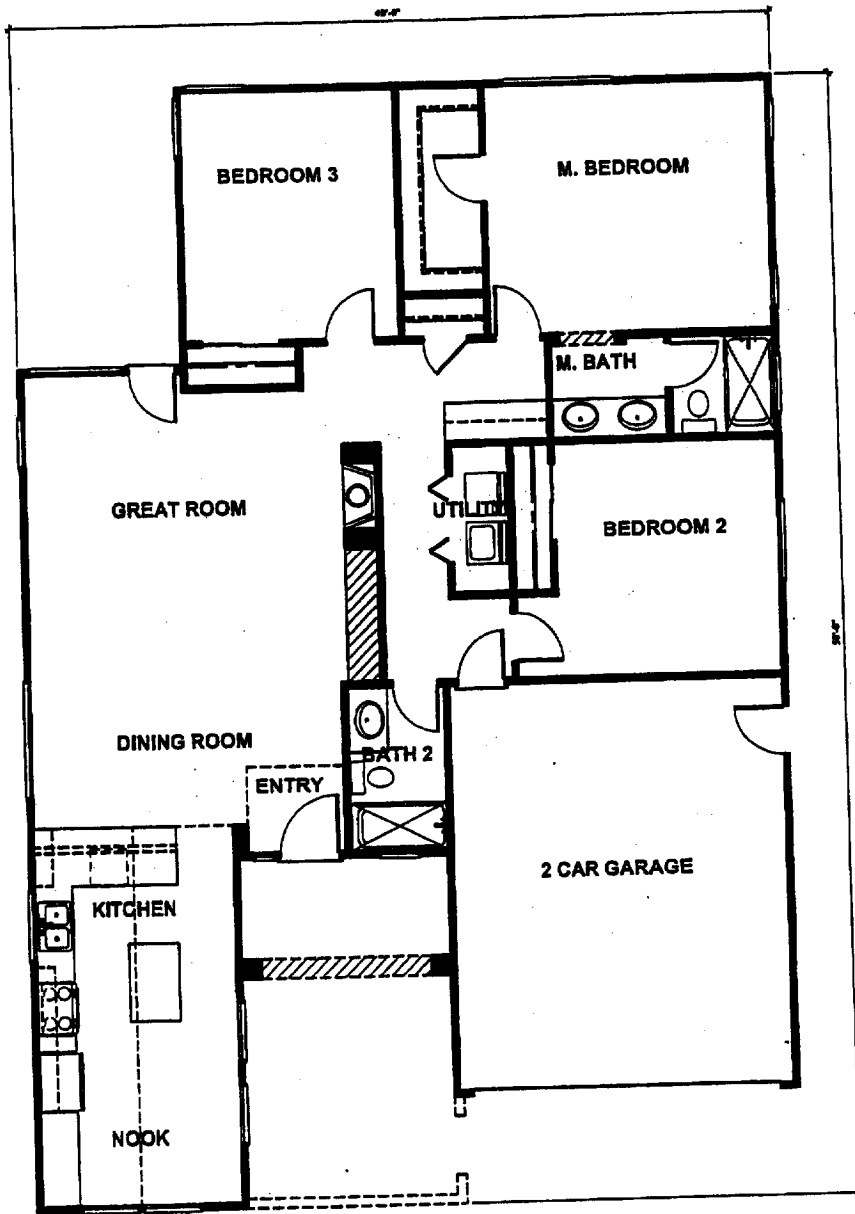 BEDROOM 3
M. BEDROOM
M. BATH
GREAT ROOM
UTILITY
BEDROOM 2
DINING ROOM
BATH 2
ENTRY
2 CAR GARAGE
KITCHEN
NOOK